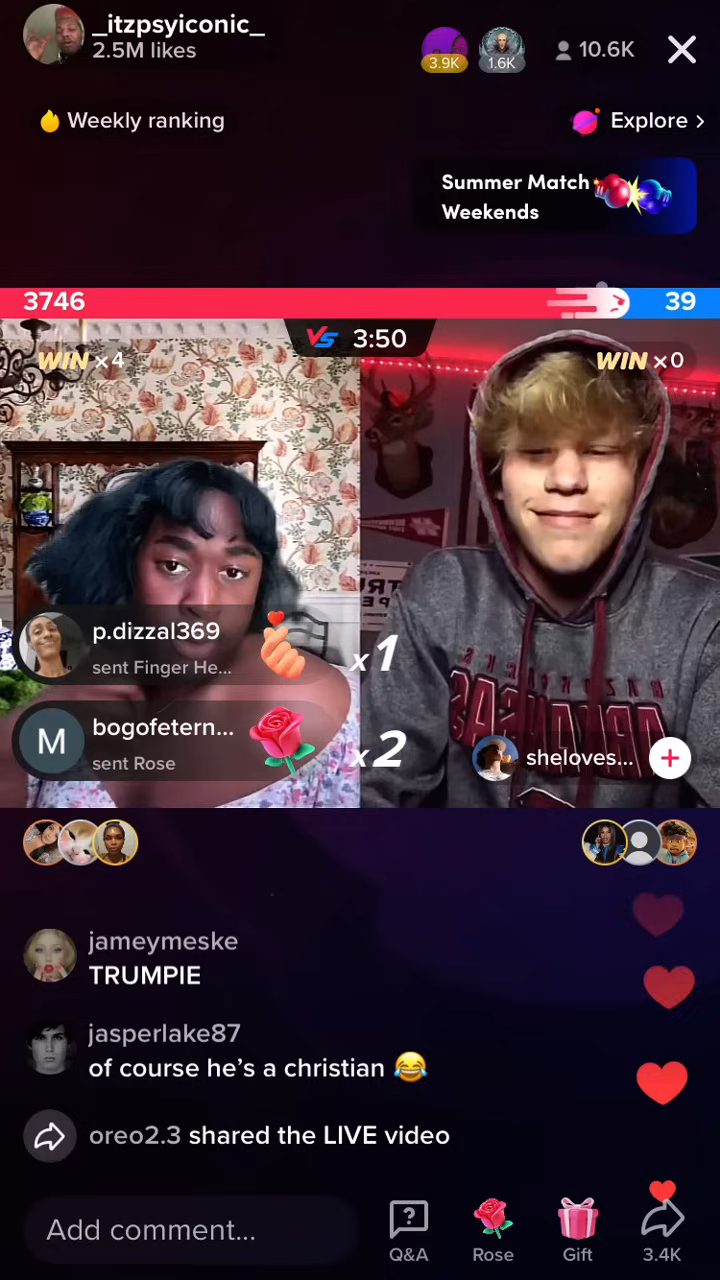 _itzpsyiconic_
2.5M likes
3.9K
1.6K
10.6K
Weekly ranking
Explore >
Summer Match
Weekends
3746
39
VS 3:50
WIN x4
WIN x0
p.dizzal369
sent Finger He...
x1
bogofetern...
sent Rose
x2
M
sheloves...
jameymeske
TRUMPIE
jasperlake87
of course he's a christian 😂
oreo2.3 shared the LIVE video
Add comment...
Q&A
Rose
Gift
3.4K